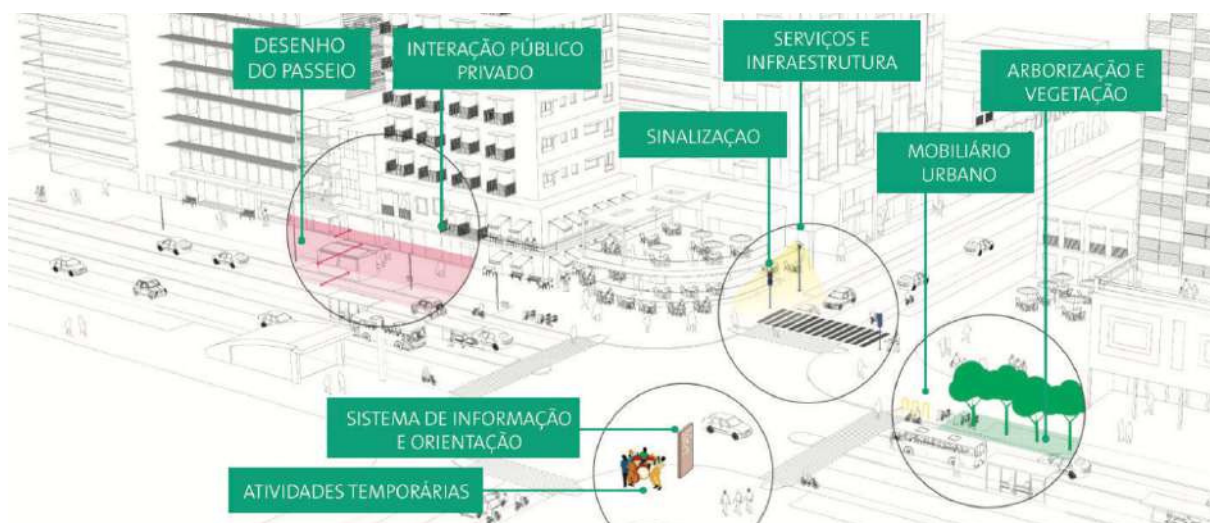 DESENHO
DO PASSEIO
INTERAÇÃO PÚBLICO
PRIVADO
SERVIÇOS E
INFRAESTRUTURA
ARBORIZAÇÃO E
VEGETAÇÃO
SINALIZAÇAO
MOBILIÁRIO
URBANO
SISTEMA DE INFORMAÇÃO
E ORIENTAÇÃO
ATIVIDADES TEMPORÁRIAS